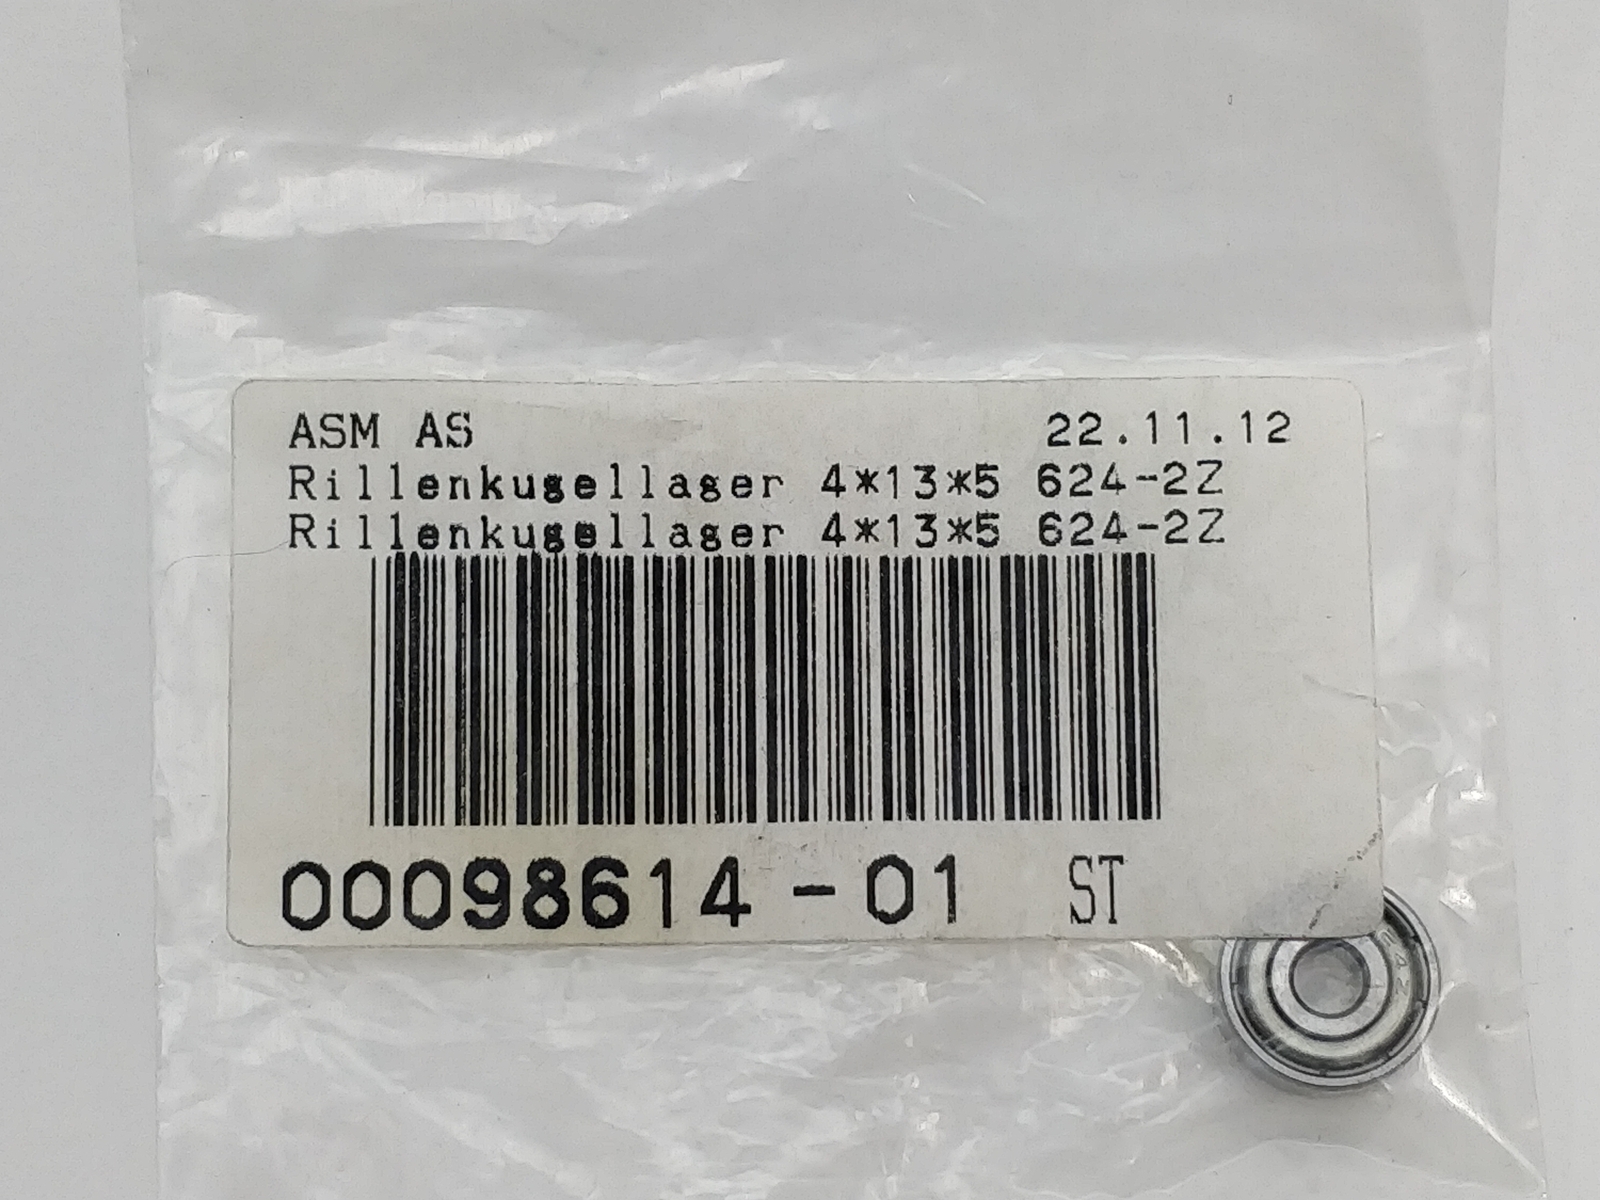 ASM AS 22.11.12
Rillenkugellager 4*13*5 624-2Z
Rillenkugellager 4*13*5 624-2Z
00098614-01 ST